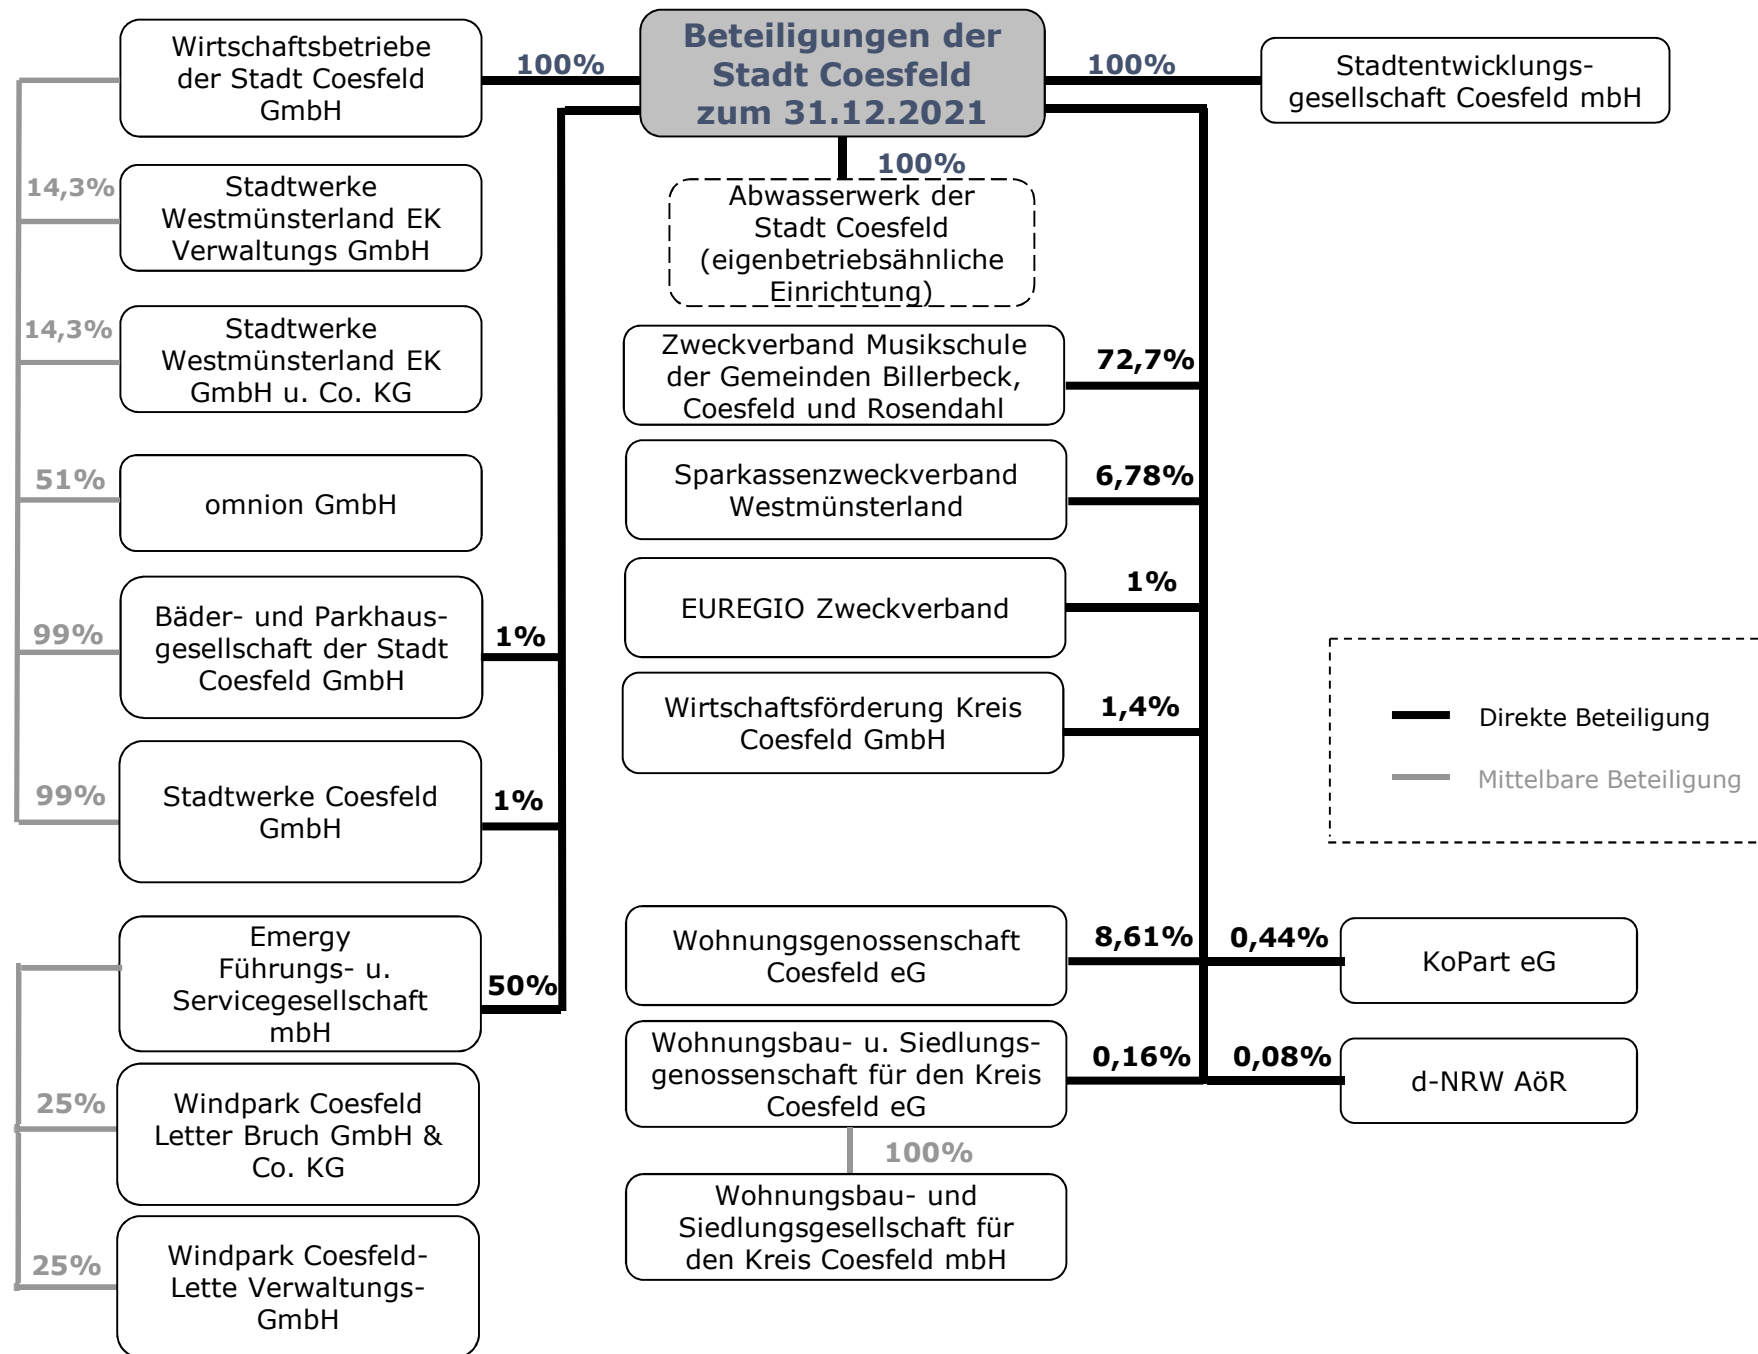 Beteiligungen der
Stadt Coesfeld
zum 31.12.2021
Wirtschaftsbetriebe
der Stadt Coesfeld
GmbH
100%
100%
Stadtentwicklungs-
gesellschaft Coesfeld mbH
100%
Abwasserwerk der
Stadt Coesfeld
(eigenbetriebsähnliche
Einrichtung)
14,3%
Stadtwerke
Westmünsterland EK
Verwaltungs GmbH
14,3%
Stadtwerke
Westmünsterland EK
GmbH u. Co. KG
51%
omnion GmbH
99%
Bäder- und Parkhaus-
gesellschaft der Stadt
Coesfeld GmbH
1%
99%
Stadtwerke Coesfeld
GmbH
1%
Emergy
Führungs- u.
Servicegesellschaft
mbH
50%
25%
Windpark Coesfeld
Letter Bruch GmbH &
Co. KG
25%
Windpark Coesfeld-
Lette Verwaltungs-
GmbH
Zweckverband Musikschule
der Gemeinden Billerbeck,
Coesfeld und Rosendahl
72,7%
Sparkassenzweckverband
Westmünsterland
6,78%
EUREGIO Zweckverband
1%
Wirtschaftsförderung Kreis
Coesfeld GmbH
1,4%
Wohnungsgenossenschaft
Coesfeld eG
8,61%
0,44%
KoPart eG
Wohnungsbau- u. Siedlungs-
genossenschaft für den Kreis
Coesfeld eG
0,16%
0,08%
d-NRW AöR
100%
Wohnungsbau- und
Siedlungsgesellschaft für
den Kreis Coesfeld mbH
Direkte Beteiligung
Mittelbare Beteiligung